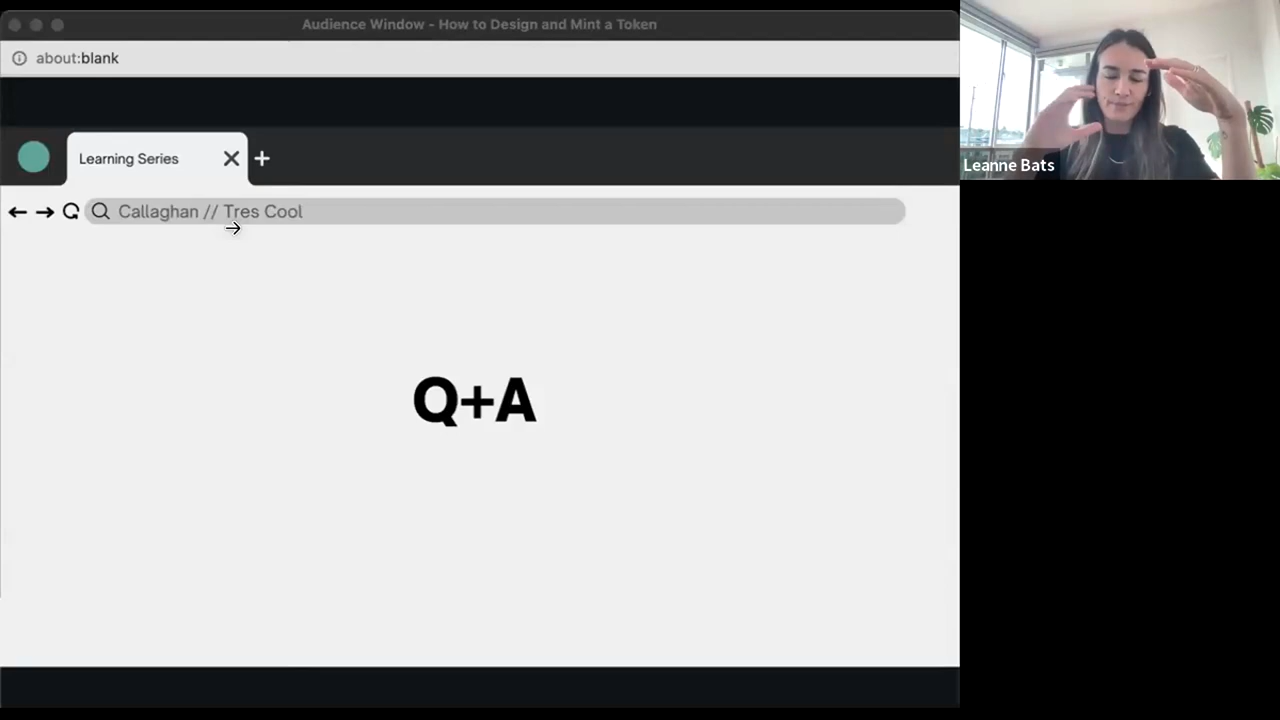 Audience Window - How to Design and Mint a Token
about:blank
Learning Series
Callaghan // Tres Cool
Q+A
Leanne Bats